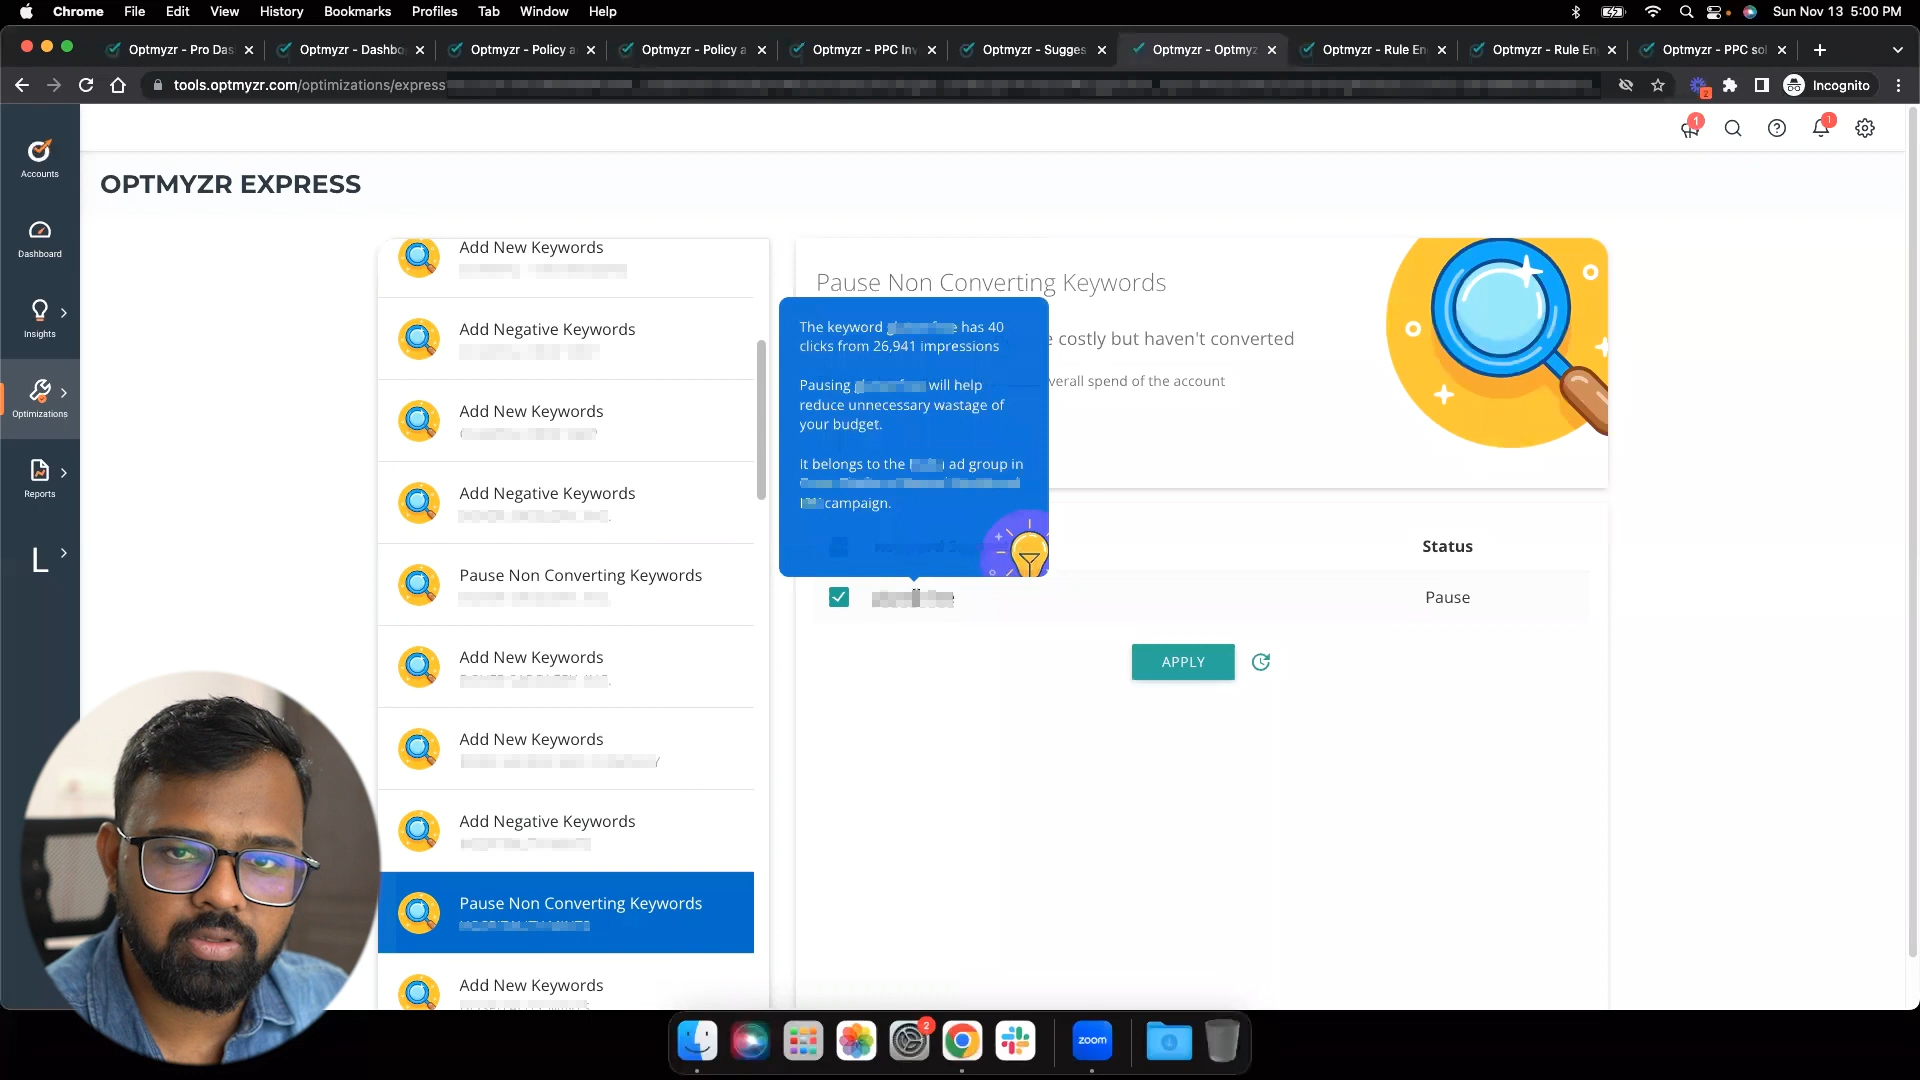 Chrome File Edit View History Bookmarks Profiles Tab Window Help
Sun Nov 13 5:00 PM
Optmyzr - Pro Das
Optmyzr - Dashbo
Optmyzr - Policy a
Optmyzr - Policy a
Optmyzr - PPC Inv
Optmyzr - Sugges
Optmyzr - Optmyz
Optmyzr - Rule En
Optmyzr - Rule En
Optmyzr - PPC sol
tools.optmyzr.com/optimizations/express
2
Incognito
1
1
Accounts
Dashboard
Insights
Optimizations
Reports
L
OPTMYZR EXPRESS
Add New Keywords
Add Negative Keywords
Add New Keywords
Add Negative Keywords
Pause Non Converting Keywords
Add New Keywords
Add New Keywords
Add Negative Keywords
Pause Non Converting Keywords
Add New Keywords
Pause Non Converting Keywords
costly but haven't converted
verall spend of the account
The keyword has 40
clicks from 26,941 impressions
Pausing will help
reduce unnecessary wastage of
your budget.
It belongs to the ad group in
campaign.
Status
Pause
APPLY
2
zoom